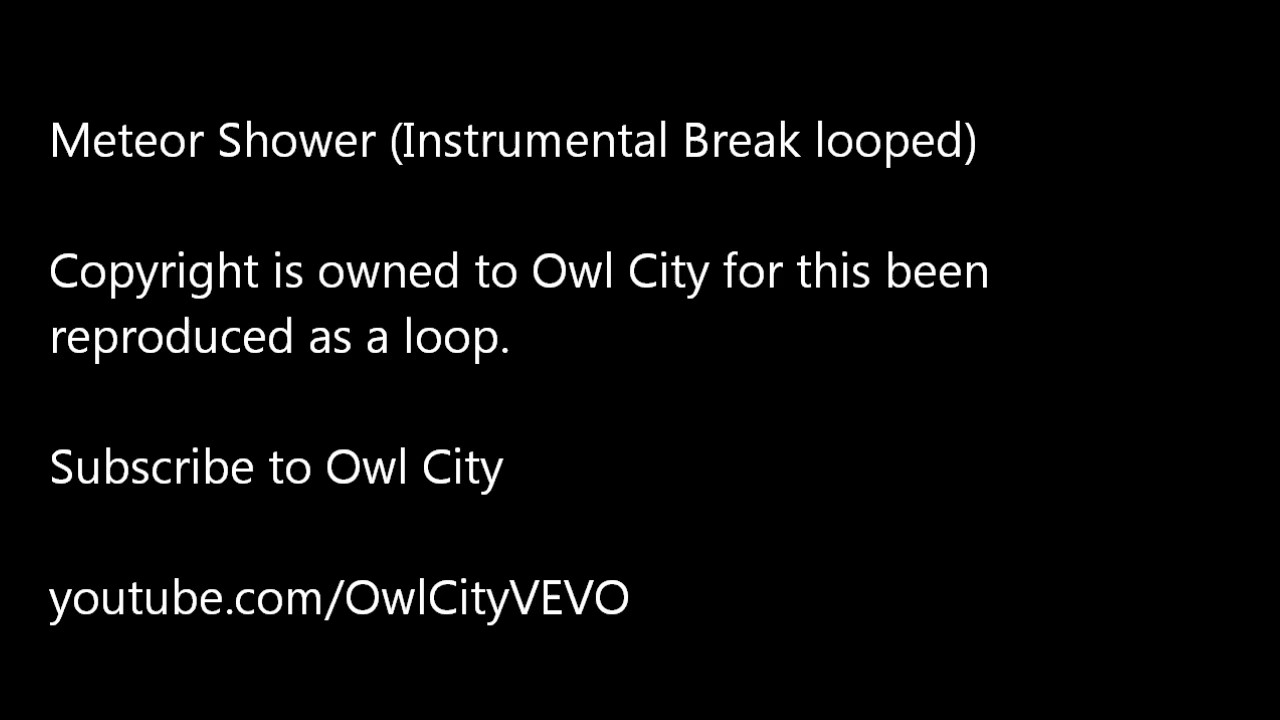 Meteor Shower (Instrumental Break looped)
Copyright is owned to Owl City for this been
reproduced as a loop.
Subscribe to Owl City
youtube.com/OwlCityVEVO